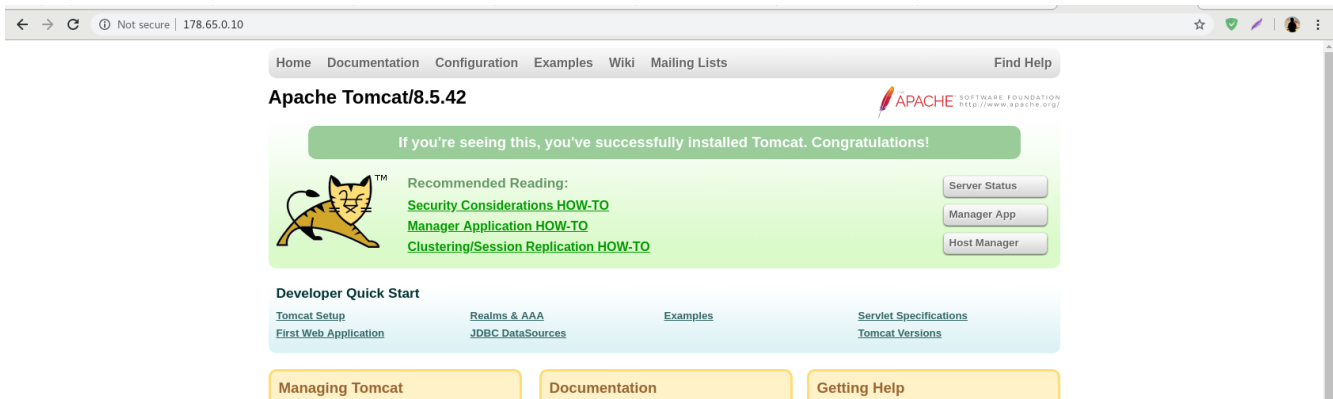 Not secure | 178.65.0.10
Home Documentation Configuration Examples Wiki Mailing Lists Find Help
Apache Tomcat/8.5.42
THE APACHE™ SOFTWARE FOUNDATION
http://www.apache.org/
If you're seeing this, you've successfully installed Tomcat. Congratulations!
TM
Recommended Reading:
Security Considerations HOW-TO
Manager Application HOW-TO
Clustering/Session Replication HOW-TO
Server Status
Manager App
Host Manager
Developer Quick Start
Tomcat Setup Realms & AAA Examples Servlet Specifications
First Web Application JDBC DataSources Tomcat Versions
Managing Tomcat Documentation Getting Help